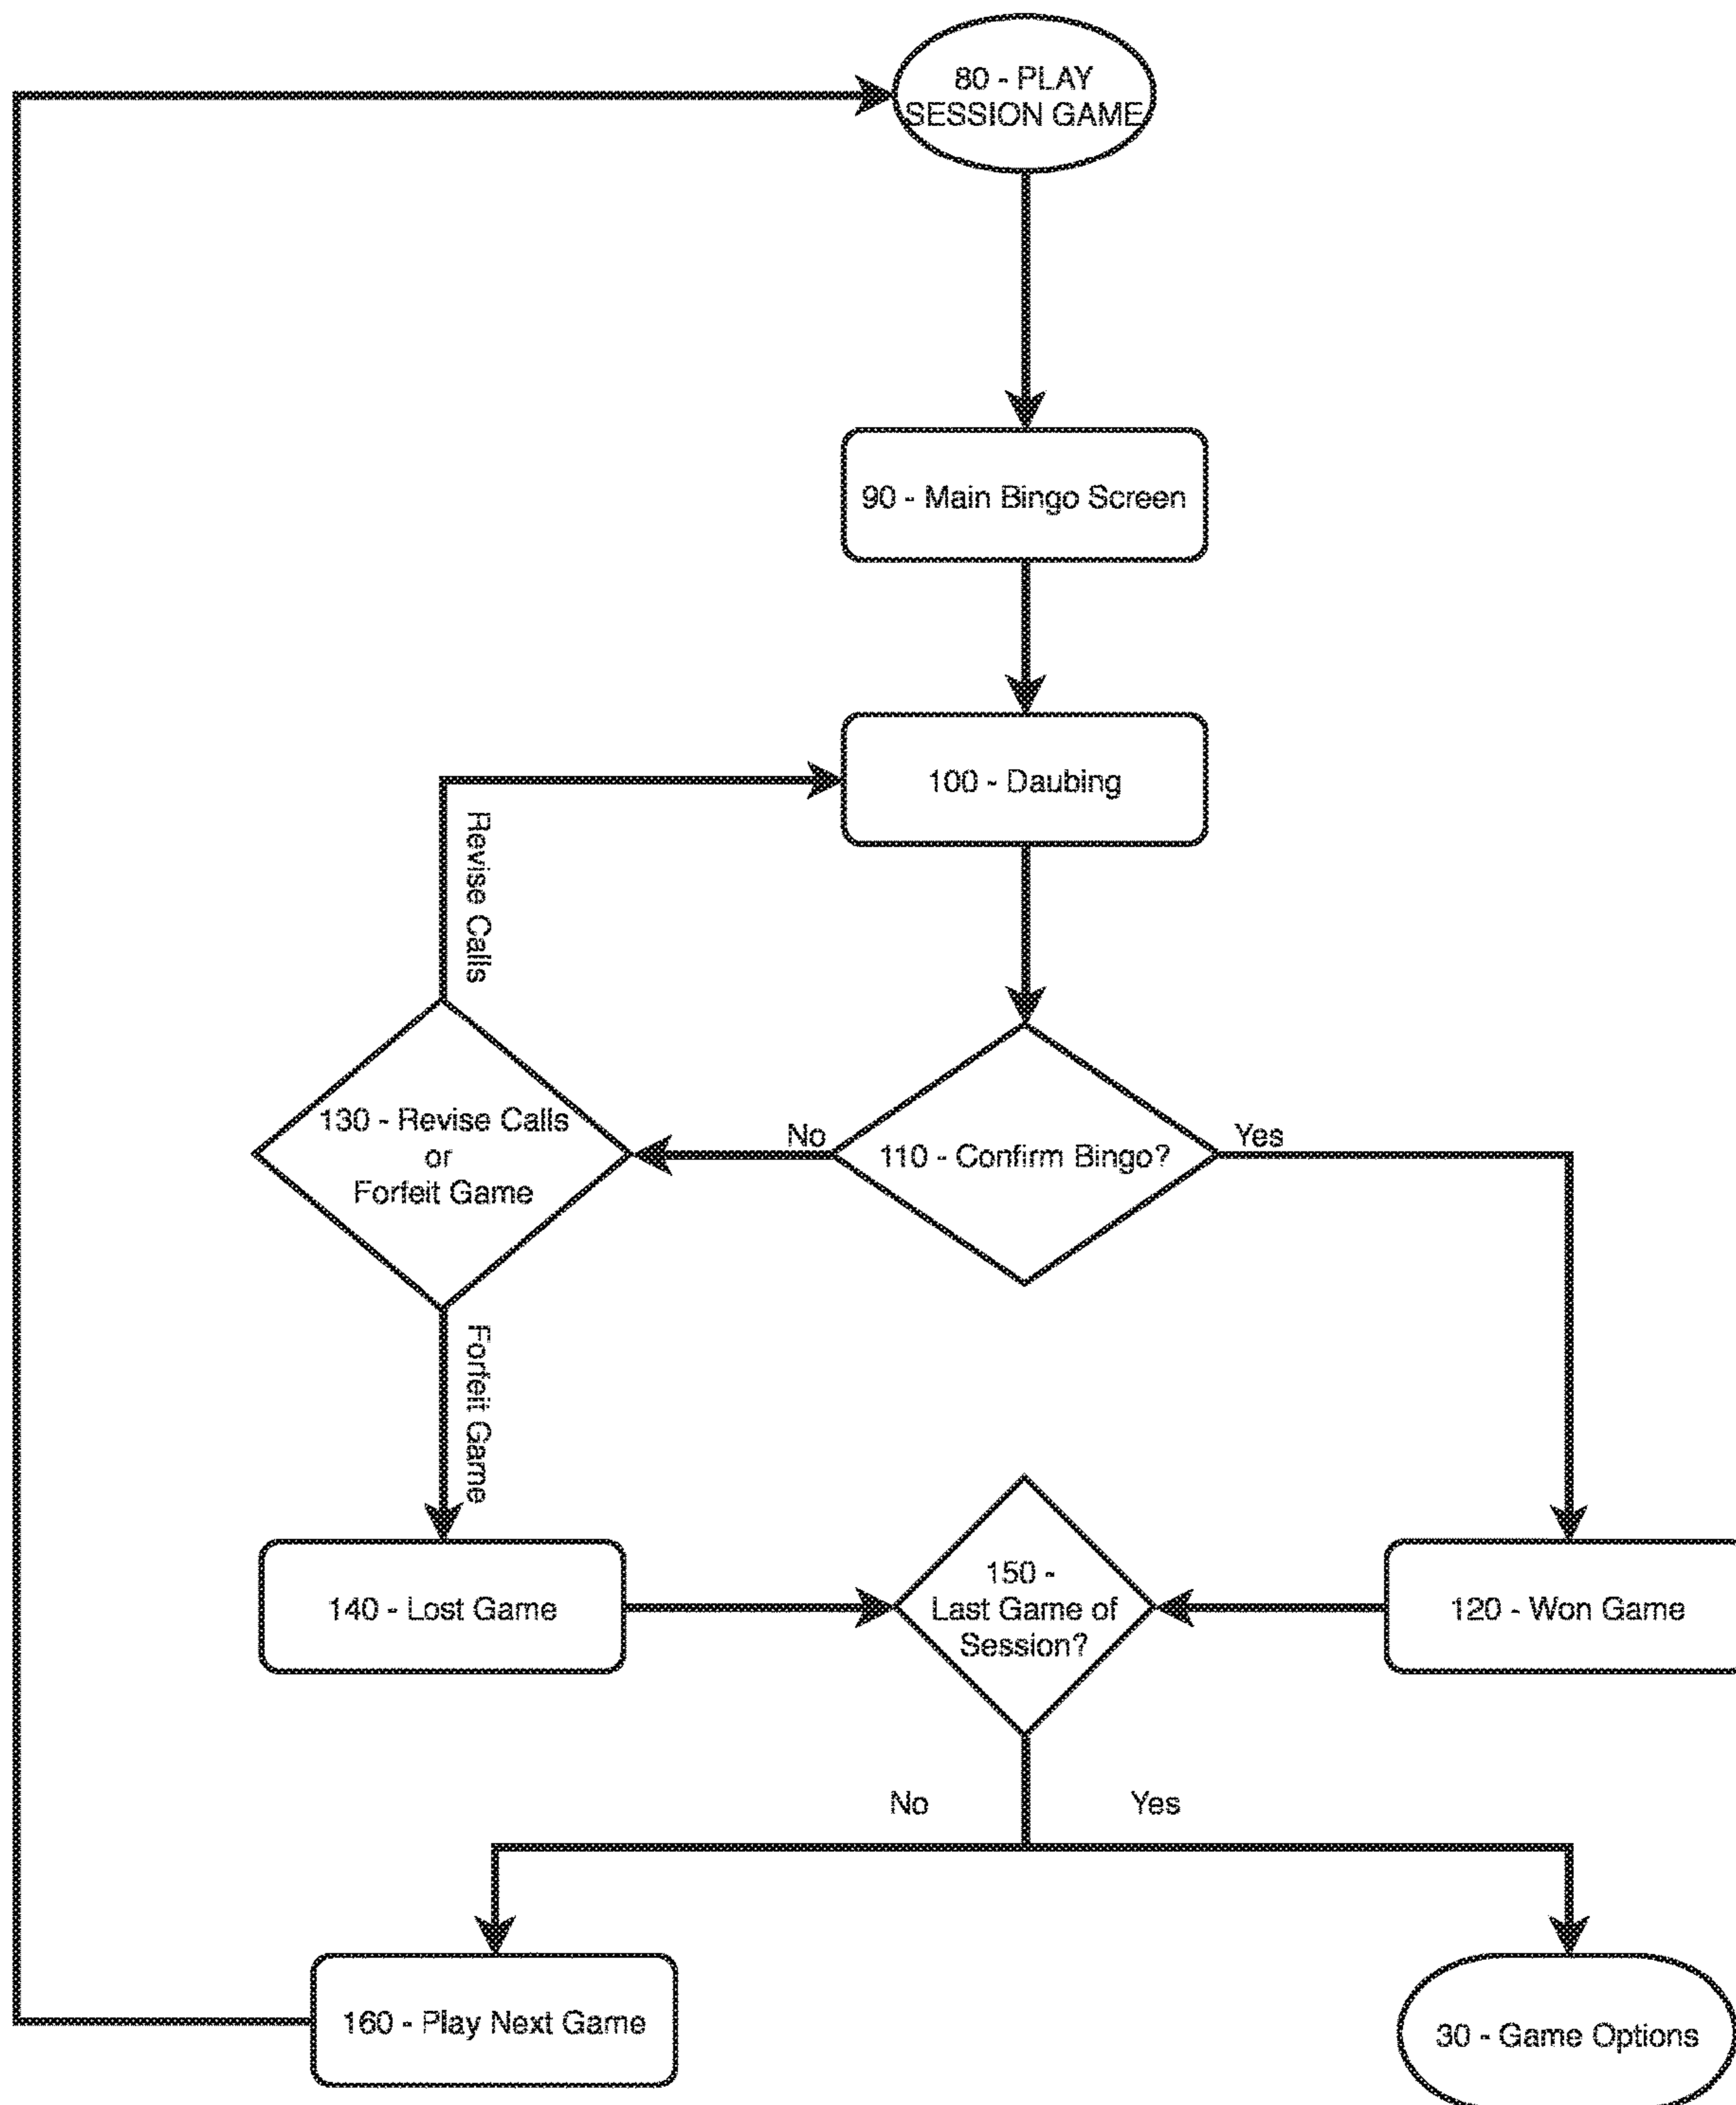 80 - PLAY
SESSION GAME
90 - Main Bingo Screen
100 - Daubing
Revise Calls
130 - Revise Calls
or
Forfeit Game
No
110 - Confirm Bingo?
Yes
Forfeit Game
140 - Lost Game
150 -
Last Game of
Session?
120 - Won Game
No
Yes
160 - Play Next Game
30 - Game Options